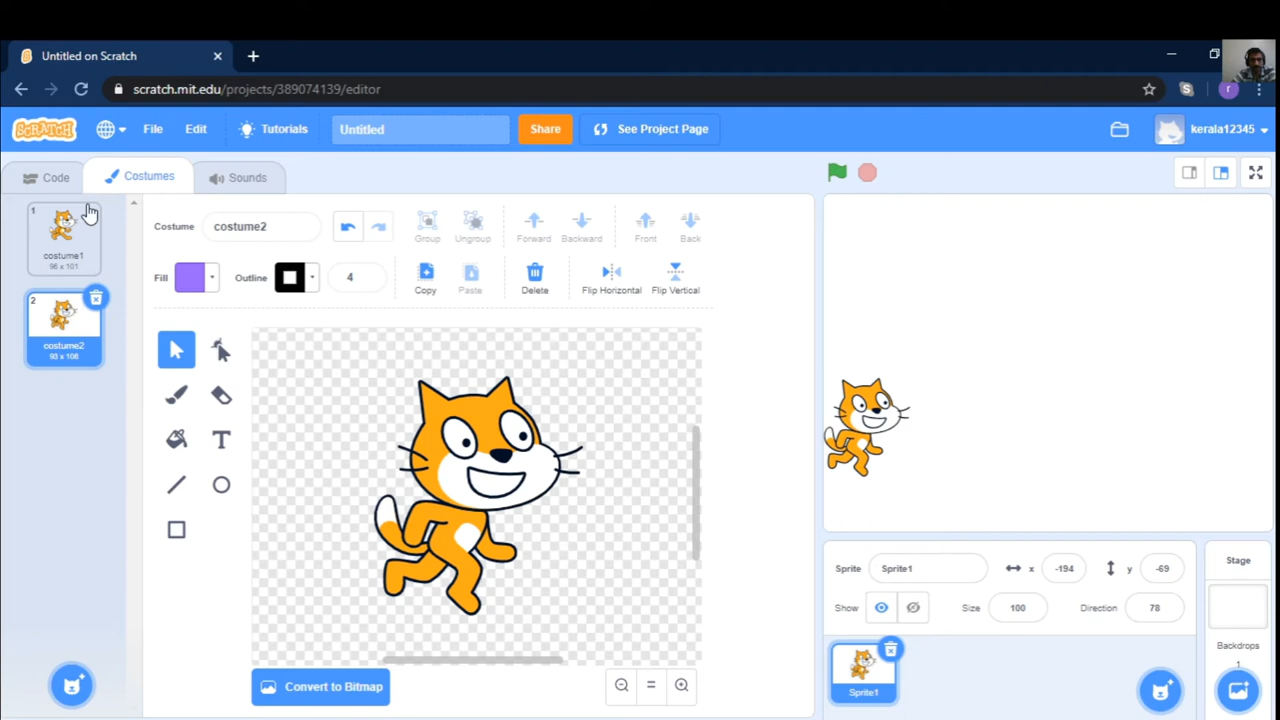 Untitled on Scratch
scratch.mit.edu/projects/389074139/editor
r
SCRATCH
File
Edit
Tutorials
Untitled
Share
See Project Page
kerala12345
Code
Costumes
Sounds
1
costume1
96 x 101
2
costume2
93 x 106
Costume
costume2
Group
Ungroup
Forward
Backward
Front
Back
Fill
Outline
4
Copy
Paste
Delete
Flip Horizontal
Flip Vertical
T
Convert to Bitmap
Sprite
Sprite1
x
-194
y
-69
Show
Size
100
Direction
78
Sprite1
Stage
Backdrops
1